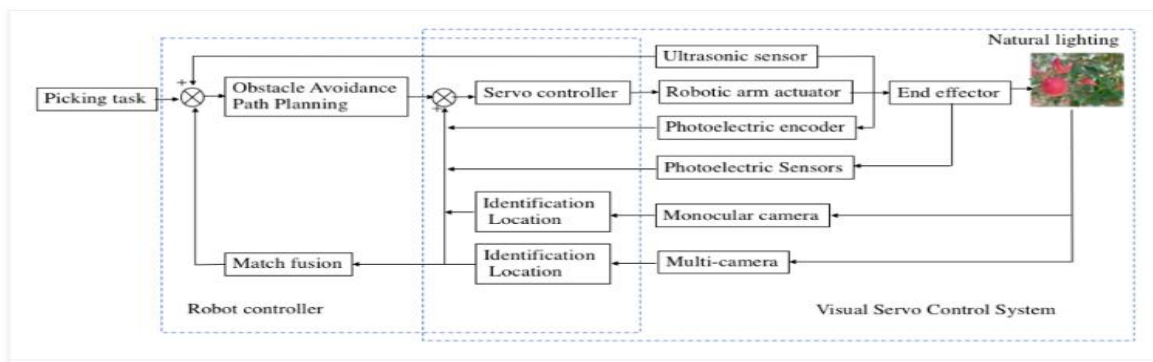 Natural lighting
Ultrasonic sensor
+
Picking task
Obstacle Avoidance
Path Planning
Servo controller
Robotic arm actuator
End effector
+
Photoelectric encoder
Photoelectric Sensors
Identification
Location
Monocular camera
Match fusion
Identification
Location
Multi-camera
Robot controller
Visual Servo Control System